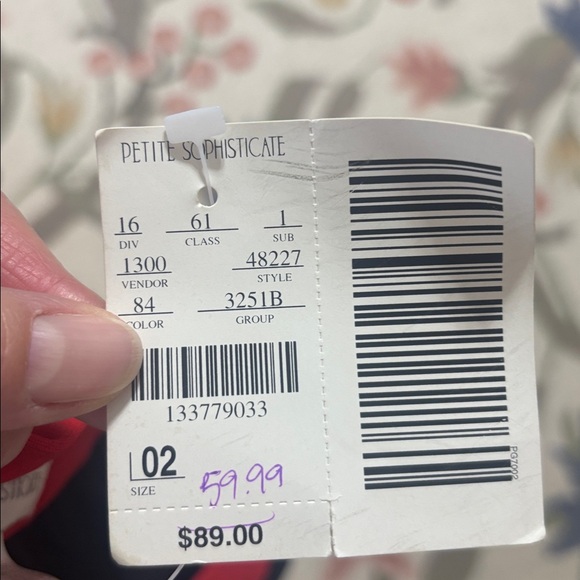 PETITE SOPHISTICATE
16 61 1
DIV CLASS SUB
1300 48227
VENDOR STYLE
84 3251B
COLOR GROUP
133779033
02
SIZE
59.99
$89.00